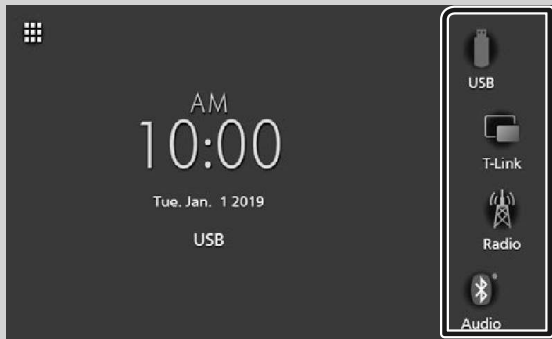 AM
10:00
Tue. Jan. 1 2019
USB
USB
T-Link
Radio
Audio